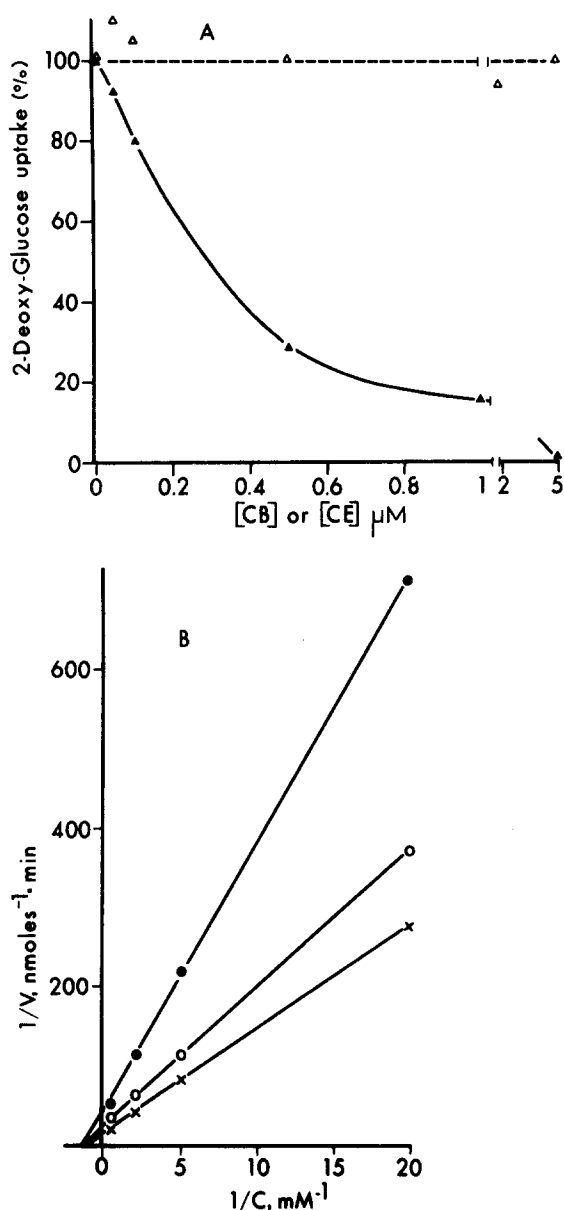 A
2-Deoxy-Glucose uptake (%)
100
80
60
40
20
0
0 0.2 0.4 0.6 0.8 1 2 5
[CB] or [CE] μM
B
1/V, nmoles⁻¹·min
600
400
200
0 5 10 15 20
1/C, mM⁻¹